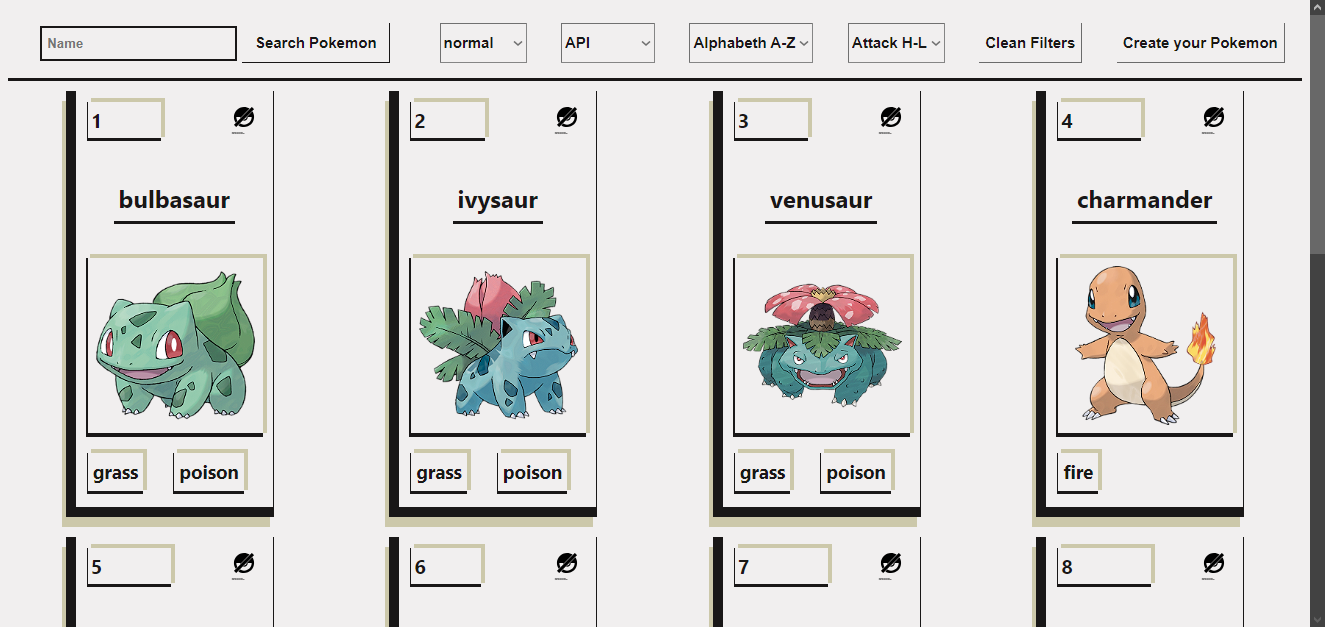 Name Search Pokemon normal API Alphabeth A-Z Attack H-L Clean Filters Create your Pokemon
1 2 3 4
bulbasaur ivysaur venusaur charmander
grass poison grass poison grass poison fire
5 6 7 8